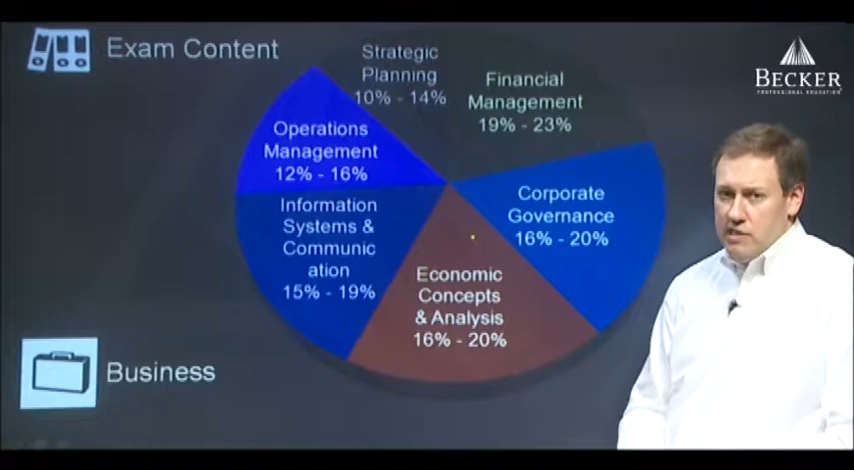 Exam Content
Strategic
Planning
10% - 14%
Financial
Management
19% - 23%
BECKER
PROFESSIONAL EDUCATION
Operations
Management
12% - 16%
Corporate
Governance
16% - 20%
Information
Systems &
Communic
ation
15% - 19%
Economic
Concepts
& Analysis
16% - 20%
Business